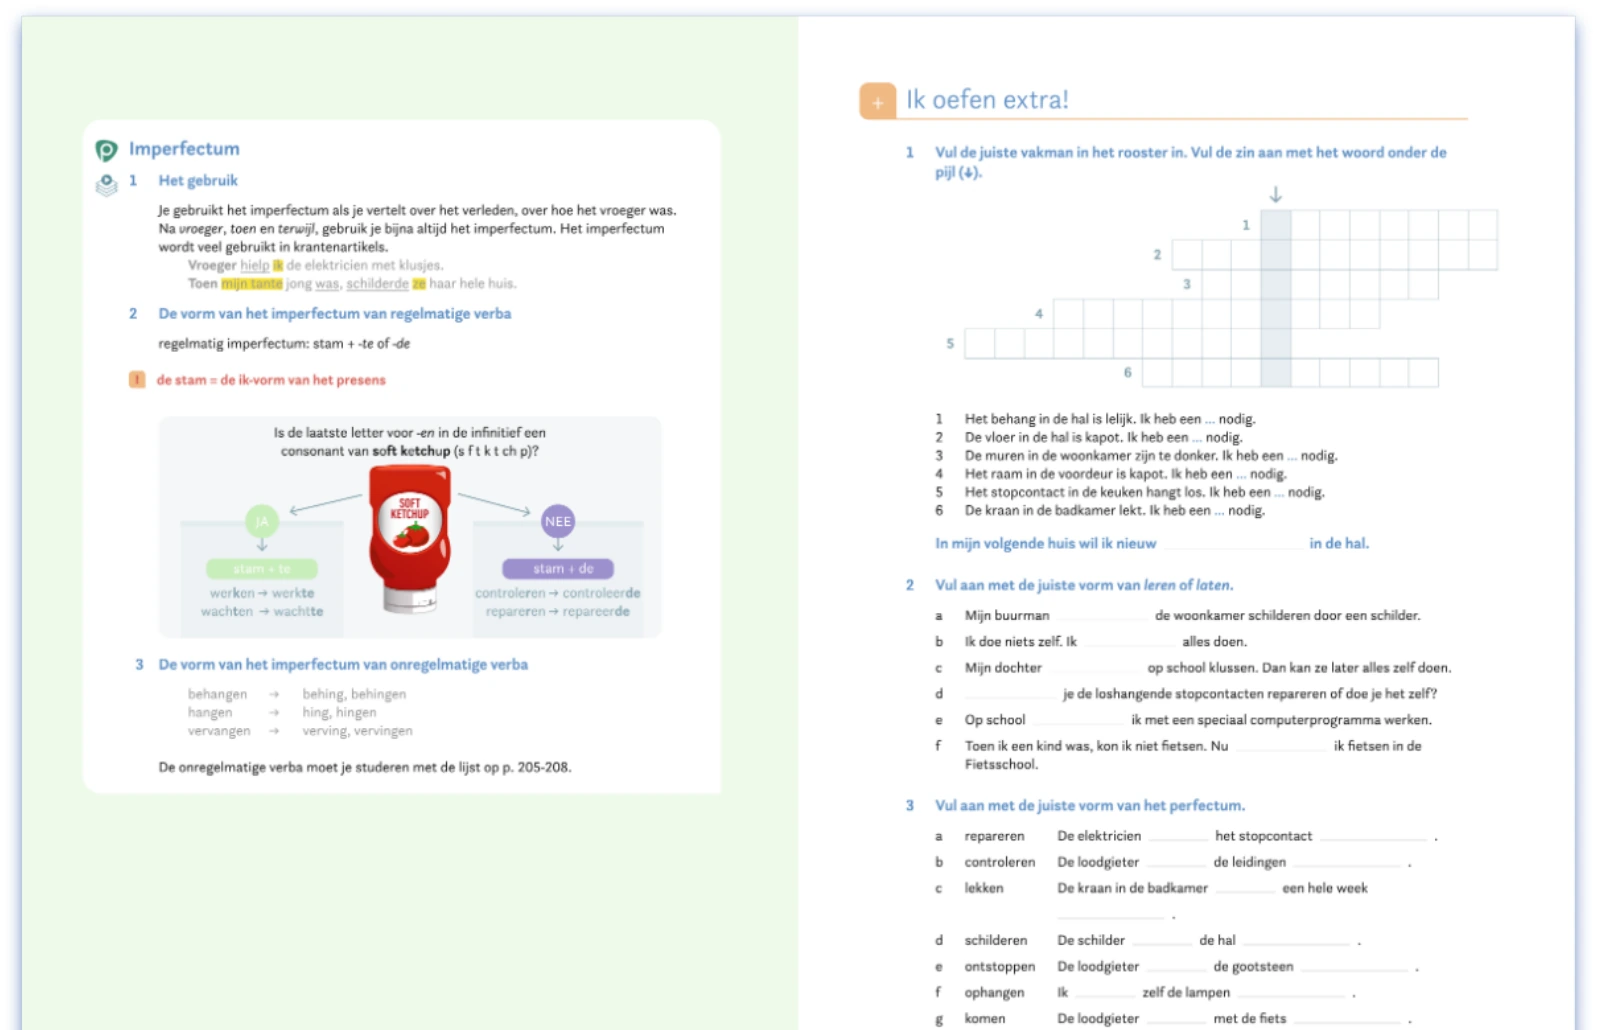 Imperfectum
1 Het gebruik
Je gebruikt het imperfectum als je vertelt over het verleden, over hoe het vroeger was.
Na vroeger, toen en terwijl, gebruik je bijna altijd het imperfectum. Het imperfectum
wordt veel gebruikt in krantenartikels.
Vroeger hielp ik de elektricien met klusjes.
Toen mijn tante jong was, schilderde ze haar hele huis.
2 De vorm van het imperfectum van regelmatige verba
regelmatig imperfectum: stam + -te of -de
! de stam = de ik-vorm van het presens
Is de laatste letter voor -en in de infinitief een
consonant van soft ketchup (s f t k t ch p)?
SOFT
KETCHUP
JA
stam + te
werken → werkte
wachten → wachtte
NEE
stam + de
controleren → controleerde
repareren → repareerde
3 De vorm van het imperfectum van onregelmatige verba
behangen → behing, behingen
hangen → hing, hingen
vervangen → verving, vervingen
De onregelmatige verba moet je studeren met de lijst op p. 205-208.
+ Ik oefen extra!
1 Vul de juiste vakman in het rooster in. Vul de zin aan met het woord onder de
pijl (↓).
↓
1
2
3
4
5
6
1 Het behang in de hal is lelijk. Ik heb een ... nodig.
2 De vloer in de hal is kapot. Ik heb een ... nodig.
3 De muren in de woonkamer zijn te donker. Ik heb een ... nodig.
4 Het raam in de voordeur is kapot. Ik heb een ... nodig.
5 Het stopcontact in de keuken hangt los. Ik heb een ... nodig.
6 De kraan in de badkamer lekt. Ik heb een ... nodig.
In mijn volgende huis wil ik nieuw in de hal.
2 Vul aan met de juiste vorm van leren of laten.
a Mijn buurman de woonkamer schilderen door een schilder.
b Ik doe niets zelf. Ik alles doen.
c Mijn dochter op school klussen. Dan kan ze later alles zelf doen.
d je de loshangende stopcontacten repareren of doe je het zelf?
e Op school ik met een speciaal computerprogramma werken.
f Toen ik een kind was, kon ik niet fietsen. Nu ik fietsen in de
Fietsschool.
3 Vul aan met de juiste vorm van het perfectum.
a repareren De elektricien het stopcontact .
b controleren De loodgieter de leidingen .
c lekken De kraan in de badkamer een hele week
.
d schilderen De schilder de hal .
e ontstoppen De loodgieter de gootsteen .
f ophangen Ik zelf de lampen .
g komen De loodgieter met de fiets .